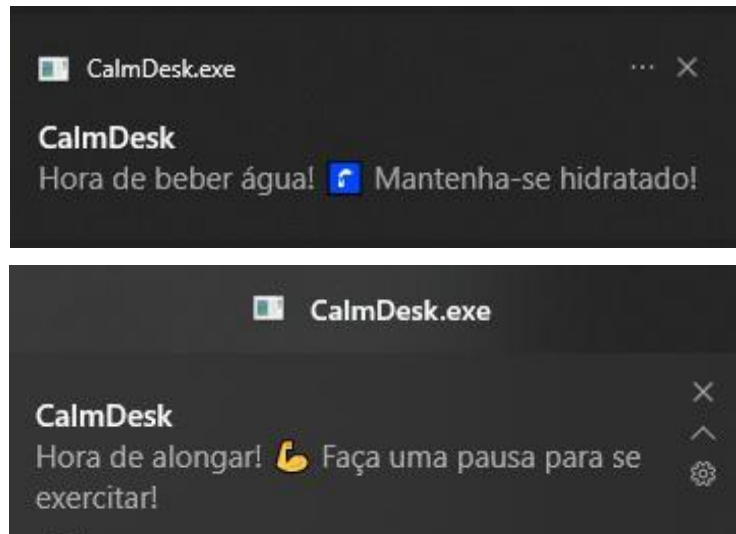 CalmDesk.exe
CalmDesk
Hora de beber água! 🚰 Mantenha-se hidratado!
CalmDesk.exe
CalmDesk
Hora de alongar! 💪 Faça uma pausa para se
exercitar!